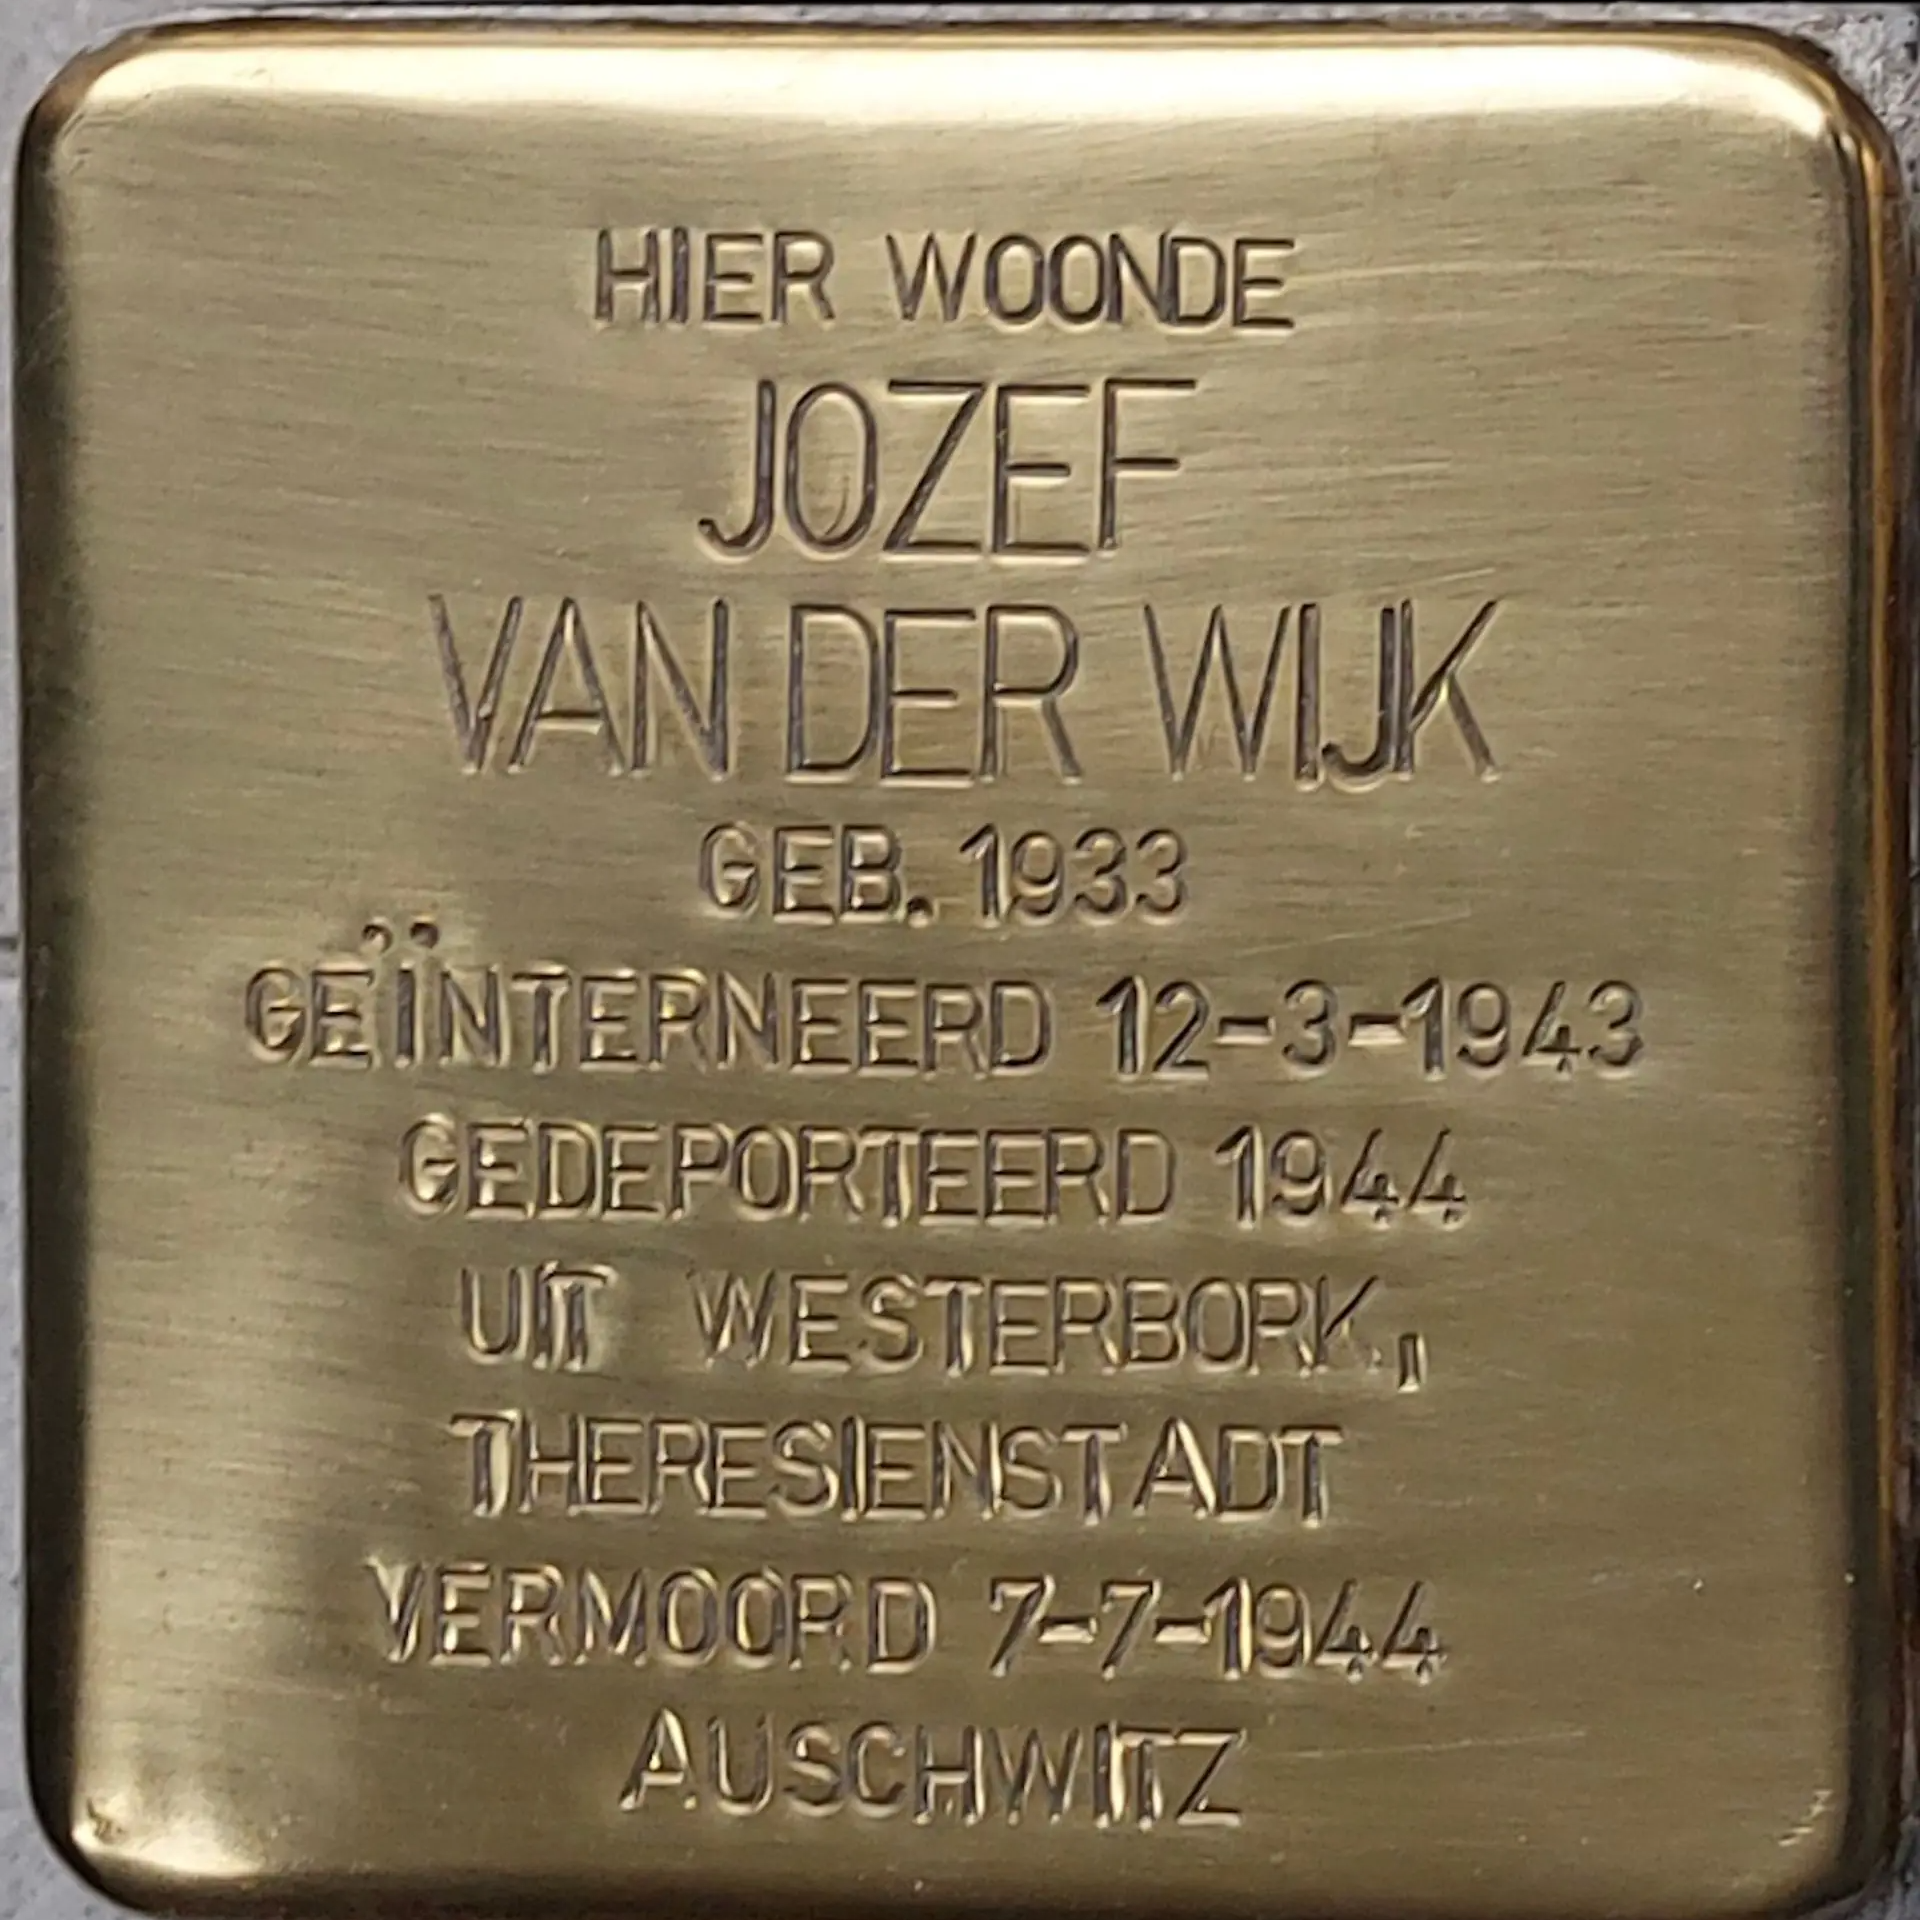 HIER WOONDE
JOZEF
VAN DER WIJK
GEB. 1933
GEÏNTERNEERD 12-3-1943
GEDEPORTEERD 1944
UIT WESTERBORK,
THERESIENSTADT
VERMOORD 7-7-1944
AUSCHWITZ